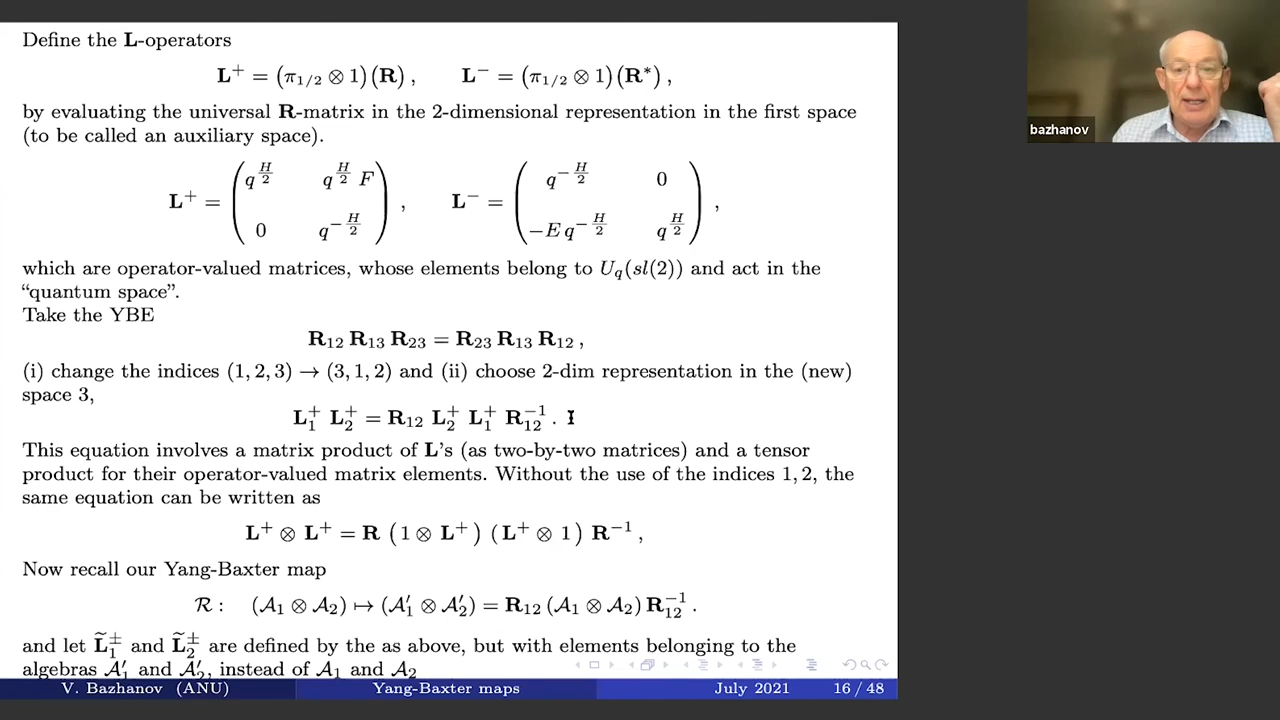 Define the L-operators
L⁺ = (π₁/₂ ⊗ 1)(R) ,   L⁻ = (π₁/₂ ⊗ 1)(R*) ,
by evaluating the universal R-matrix in the 2-dimensional representation in the first space
(to be called an auxiliary space).
L⁺ = ( q^{H/2}  q^{H/2} F ; 0  q^{-H/2} ) ,   L⁻ = ( q^{-H/2}  0 ; -E q^{-H/2}  q^{H/2} ) ,
which are operator-valued matrices, whose elements belong to U_q(sl(2)) and act in the
“quantum space”.
Take the YBE
R₁₂ R₁₃ R₂₃ = R₂₃ R₁₃ R₁₂ ,
(i) change the indices (1, 2, 3) → (3, 1, 2) and (ii) choose 2-dim representation in the (new)
space 3,
L₁⁺ L₂⁺ = R₁₂ L₂⁺ L₁⁺ R₁₂⁻¹ .
This equation involves a matrix product of L’s (as two-by-two matrices) and a tensor
product for their operator-valued matrix elements. Without the use of the indices 1, 2, the
same equation can be written as
L⁺ ⊗ L⁺ = R (1 ⊗ L⁺) (L⁺ ⊗ 1) R⁻¹ ,
Now recall our Yang-Baxter map
ℛ :   (𝒜₁ ⊗ 𝒜₂) ↦ (𝒜₁′ ⊗ 𝒜₂′) = R₁₂ (𝒜₁ ⊗ 𝒜₂) R₁₂⁻¹ .
and let L̃₁^± and L̃₂^± are defined by the as above, but with elements belonging to the
algebras 𝒜₁′ and 𝒜₂′, instead of 𝒜₁ and 𝒜₂
V. Bazhanov (ANU)   Yang-Baxter maps   July 2021   16 / 48
bazhanov